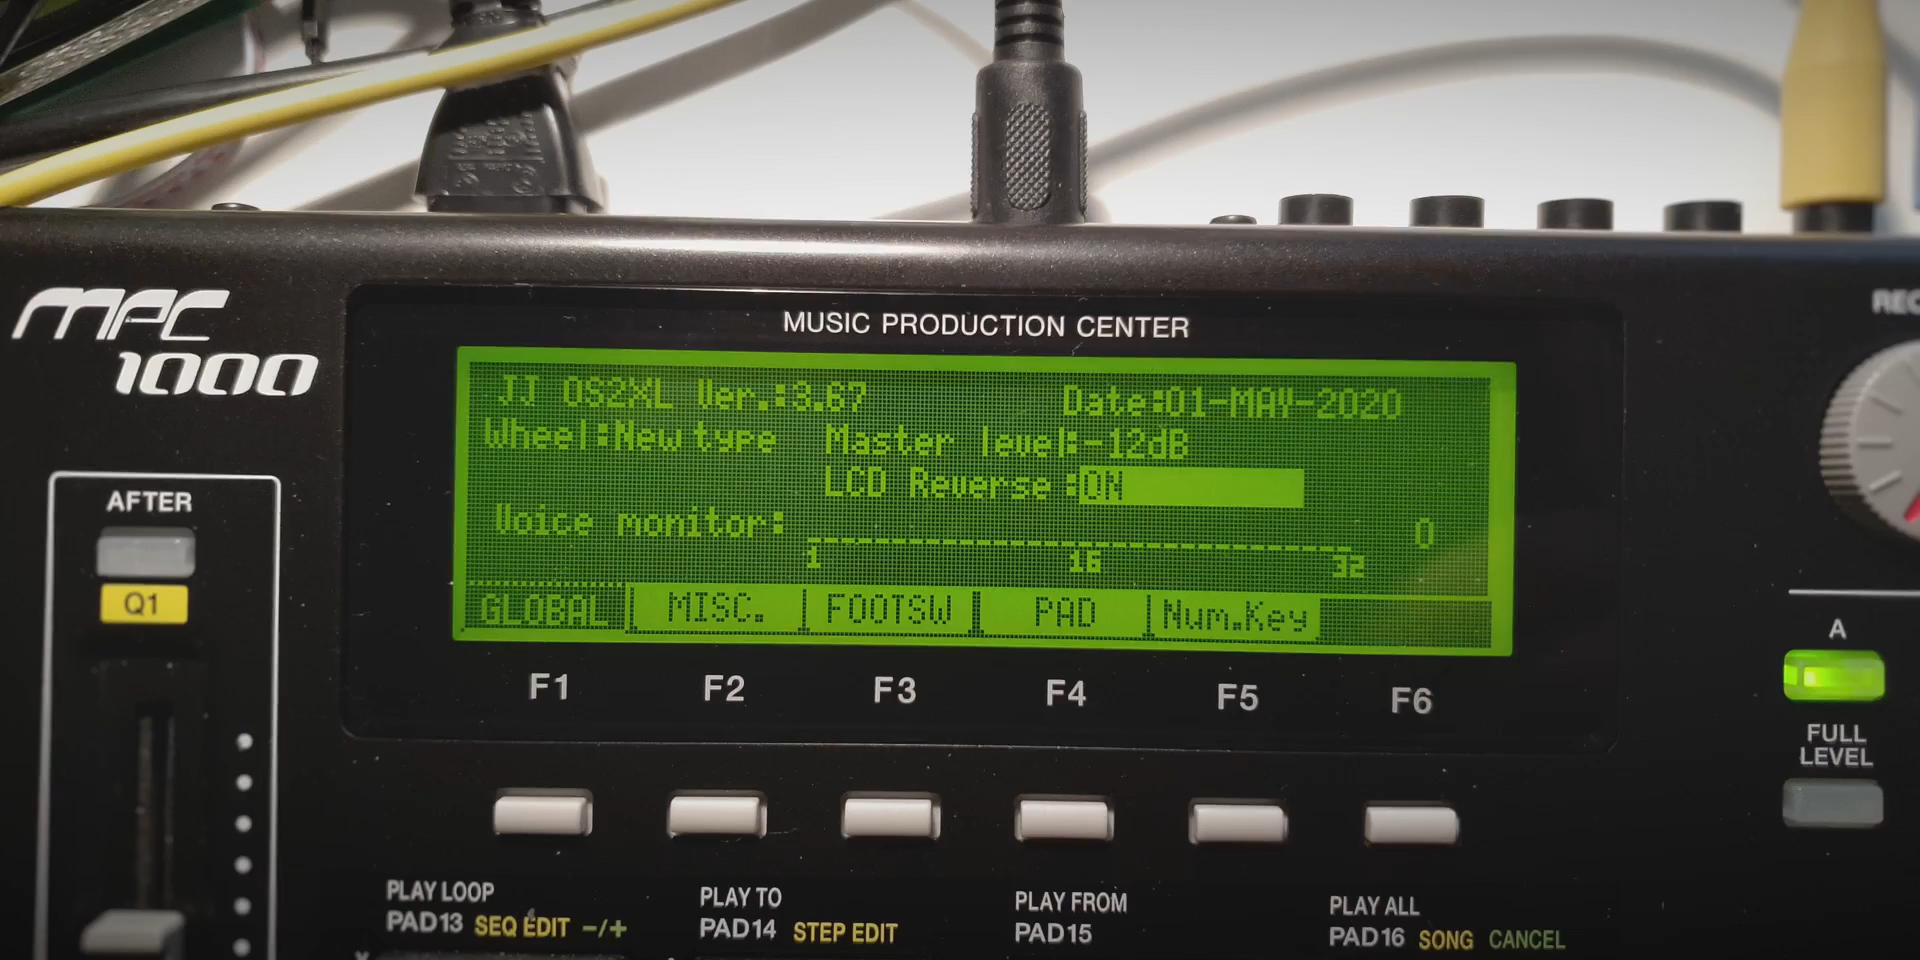 MPC
1000
MUSIC PRODUCTION CENTER
REC
JJ OS2XL Ver.:3.67 Date:01-MAY-2020
Wheel:New type Master level:-12dB
LCD Reverse:ON
Voice monitor: 0
1 16 32
GLOBAL MISC. FOOTSW PAD Num.Key
F1 F2 F3 F4 F5 F6
AFTER
Q1
A
FULL
LEVEL
PLAY LOOP
PAD13 SEQ EDIT -/+
PLAY TO
PAD14 STEP EDIT
PLAY FROM
PAD15
PLAY ALL
PAD16 SONG CANCEL